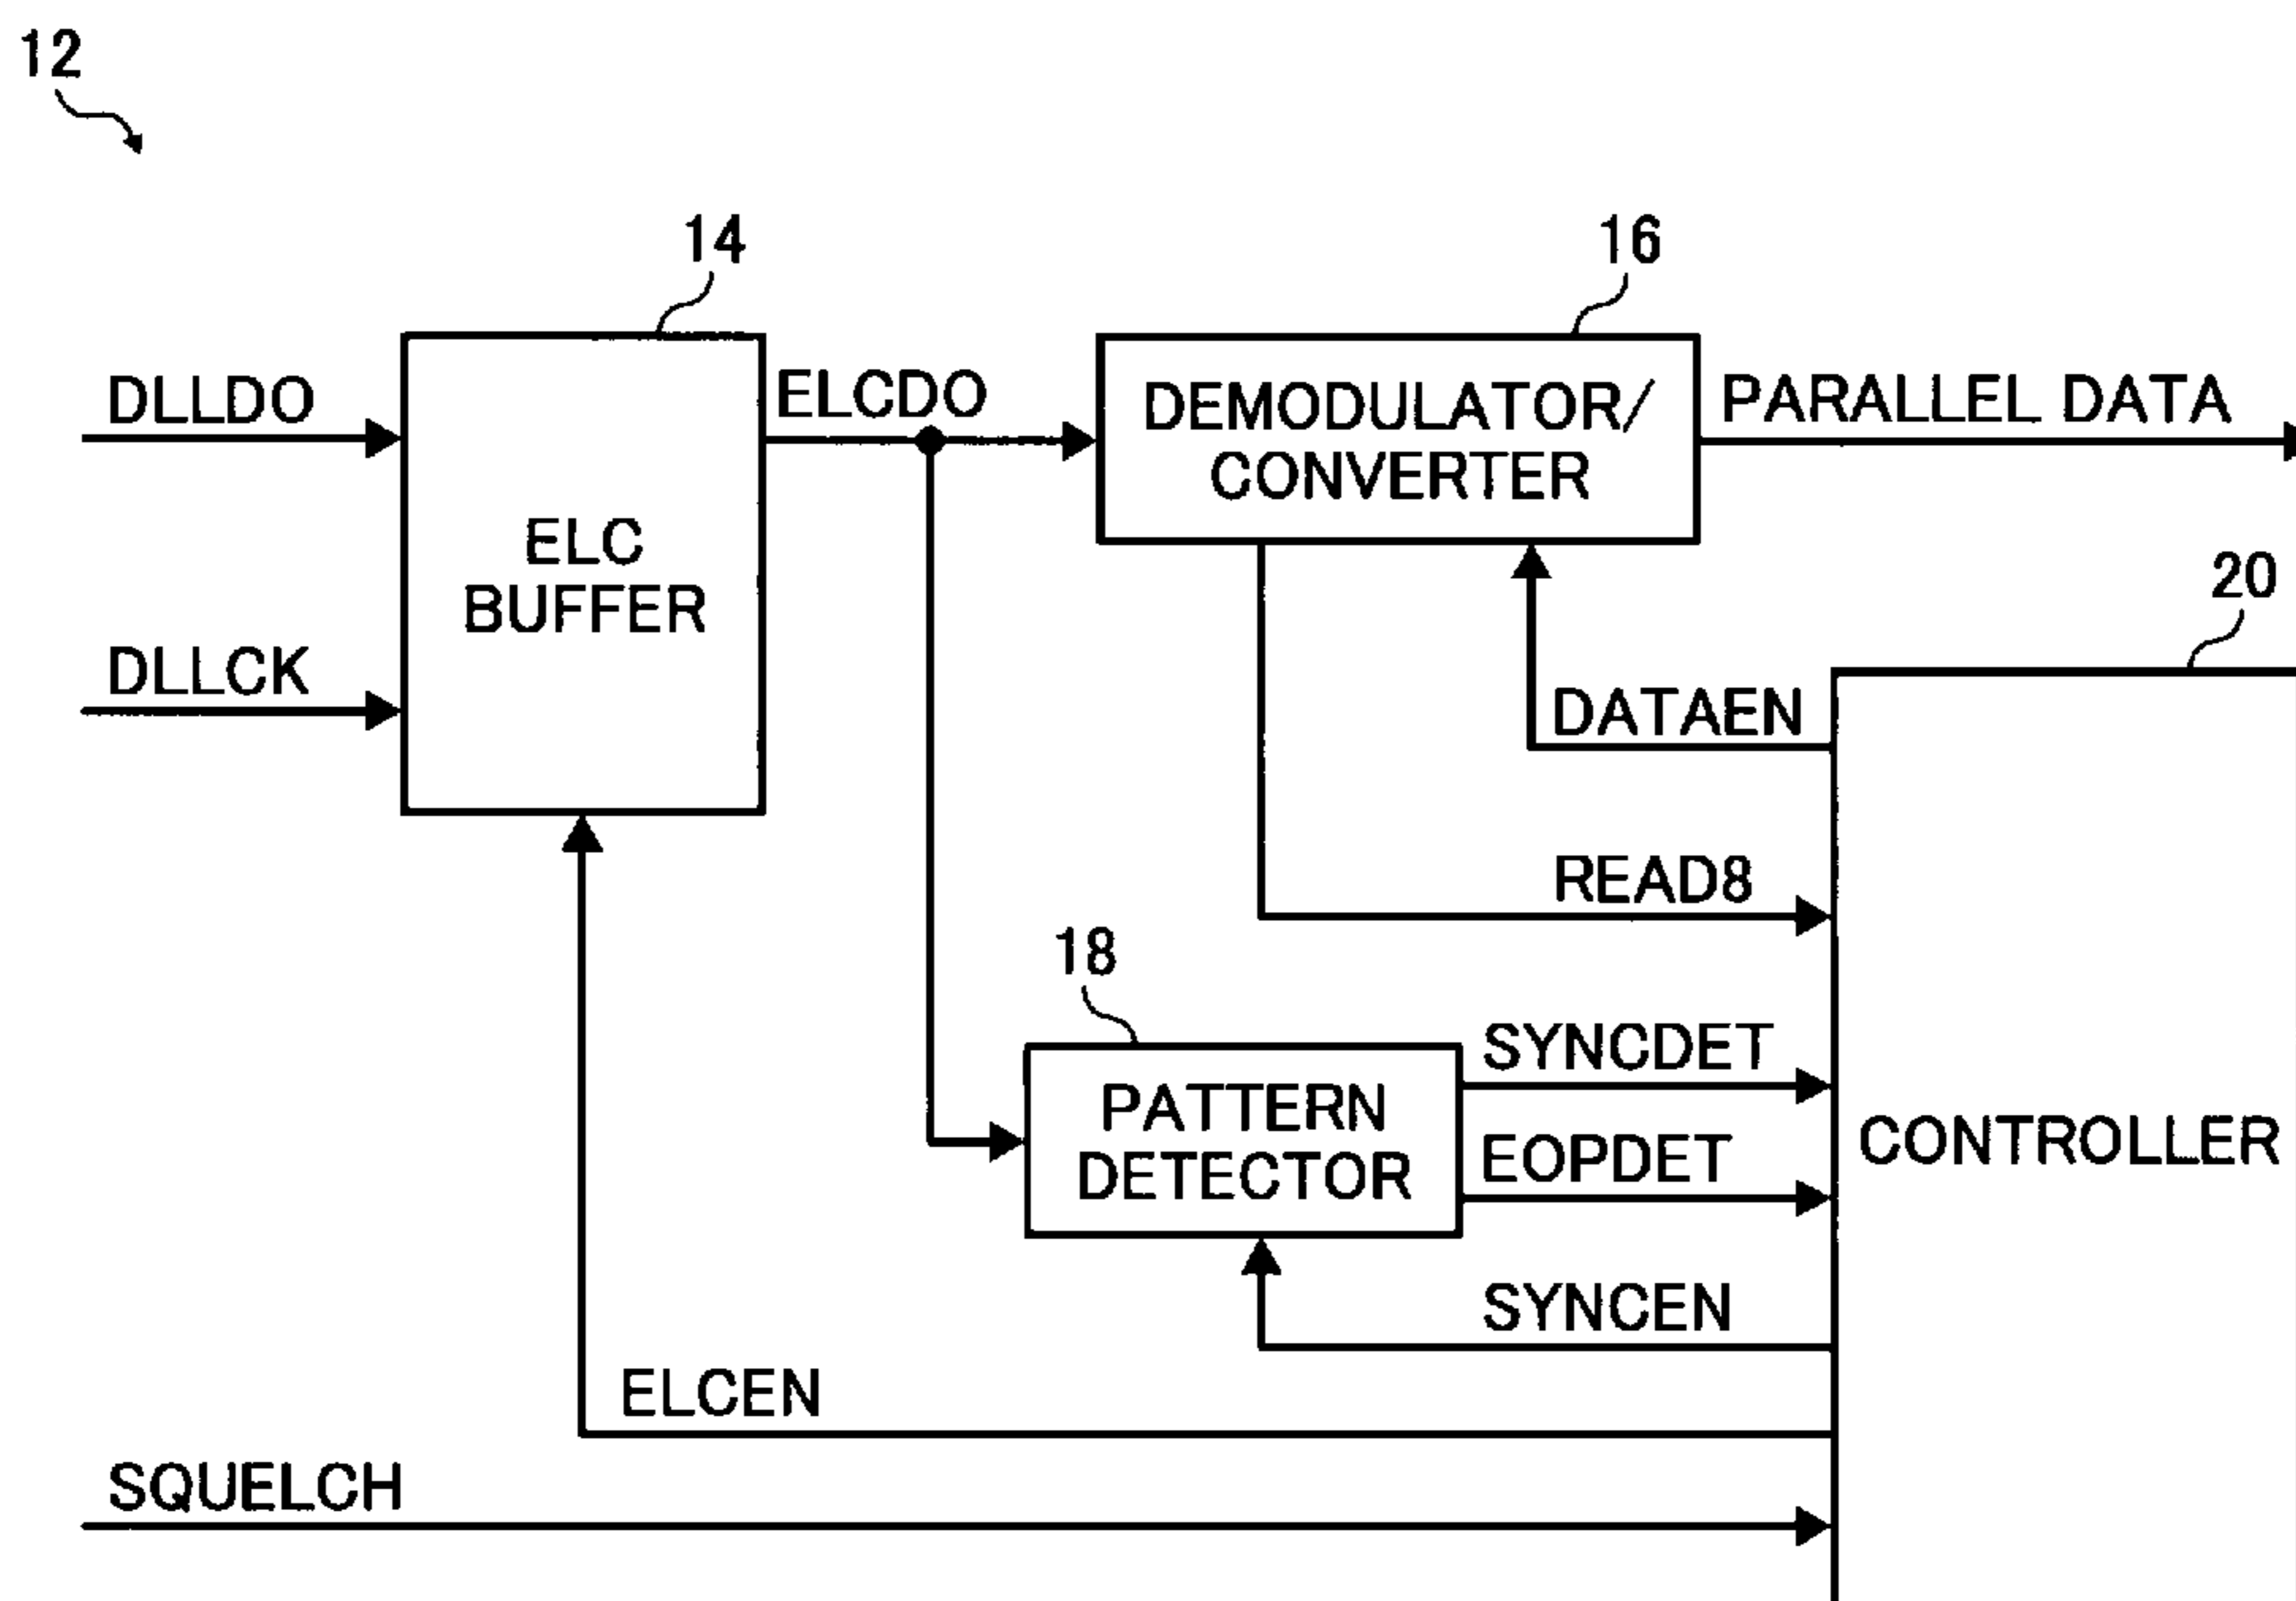 12
14
16
DLLDO
ELCDO
DEMODULATOR/
CONVERTER
PARALLEL DATA
ELC
BUFFER
20
DLLCK
DATAEN
READ8
18
SYNCDET
PATTERN
DETECTOR
EOPDET
CONTROLLER
SYNCEN
ELCEN
SQUELCH